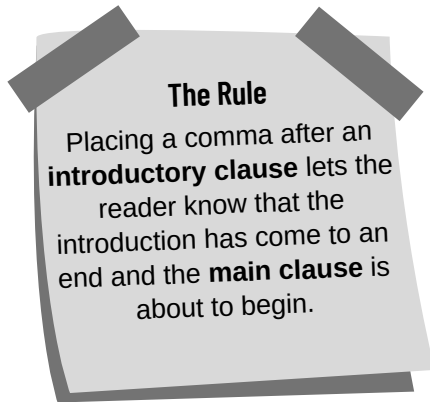 The Rule
Placing a comma after an
introductory clause lets the
reader know that the
introduction has come to an
end and the main clause is
about to begin.